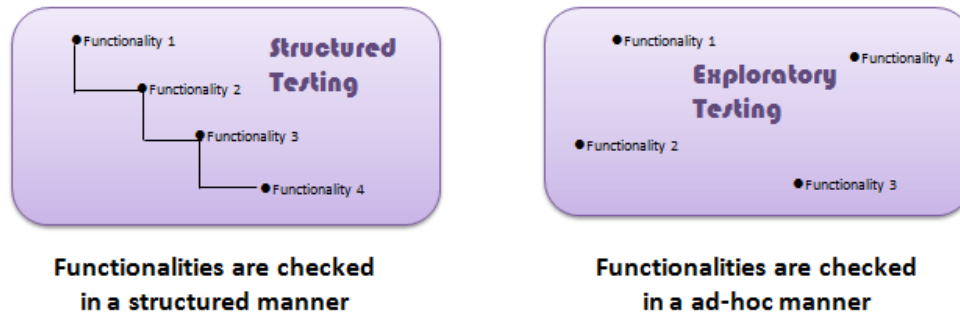 Functionality 1
Structured
Testing
Functionality 2
Functionality 3
Functionality 4
Functionalities are checked
in a structured manner
Functionality 1
Functionality 4
Exploratory
Testing
Functionality 2
Functionality 3
Functionalities are checked
in a ad-hoc manner